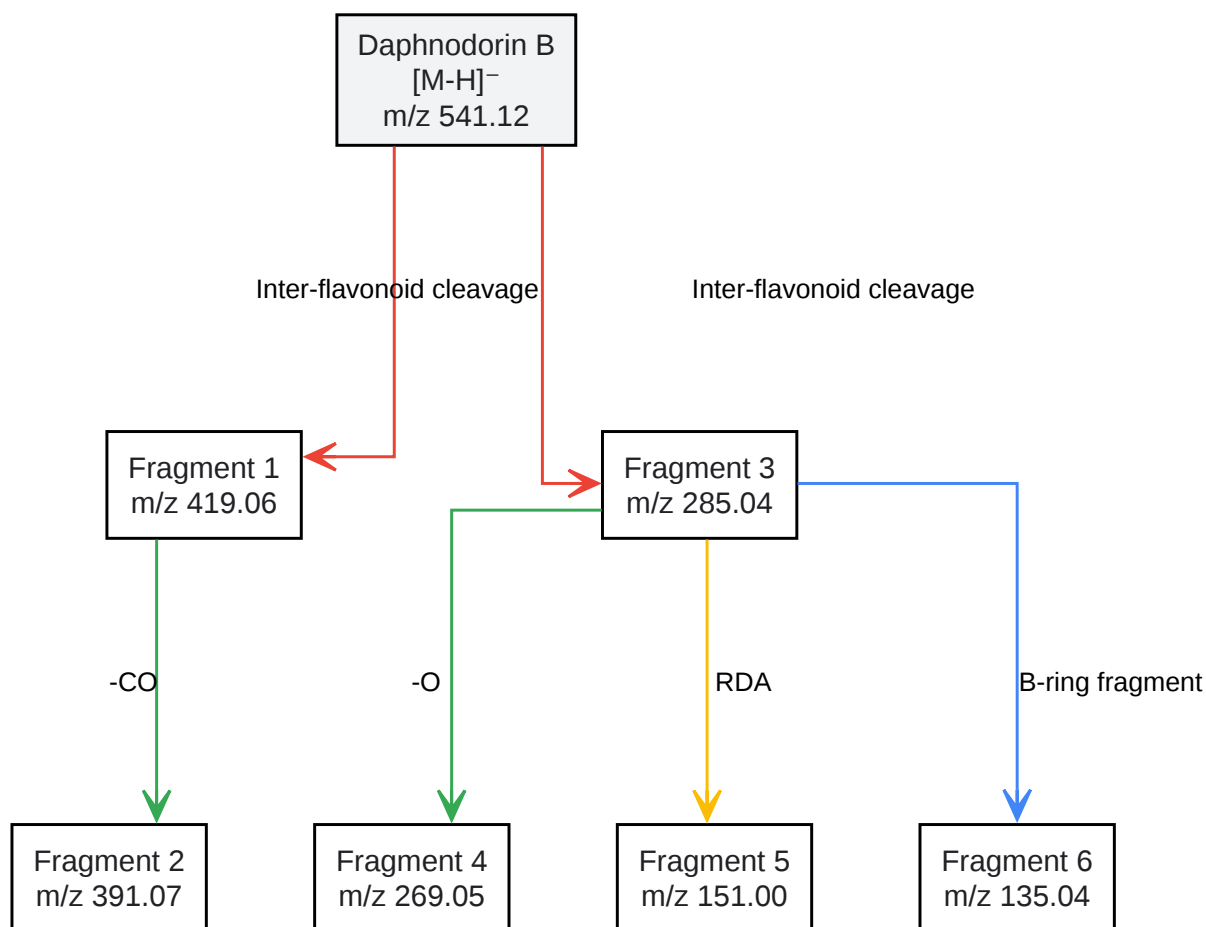 Daphnodorin B
[M-H]⁻
m/z 541.12
Inter-flavonoid cleavage
Inter-flavonoid cleavage
Fragment 1
m/z 419.06
Fragment 3
m/z 285.04
-CO
-O
RDA
B-ring fragment
Fragment 2
m/z 391.07
Fragment 4
m/z 269.05
Fragment 5
m/z 151.00
Fragment 6
m/z 135.04